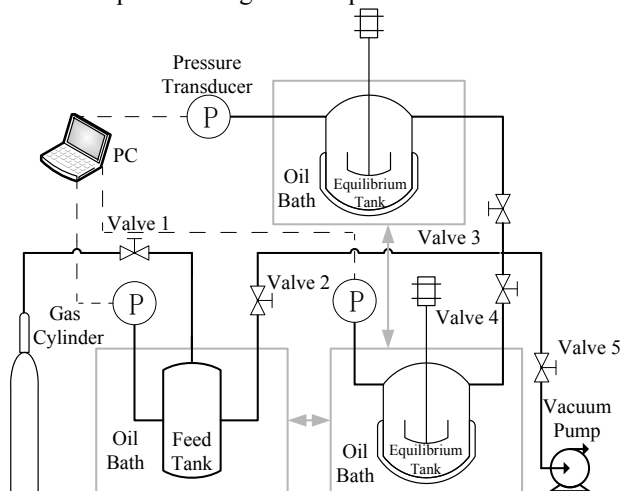 Pressure
Transducer
P
PC
Oil
Bath
Equilibrium
Tank
Valve 1
Valve 3
Valve 2
P
P
Valve 4
Gas
Cylinder
Valve 5
Oil
Bath
Feed
Tank
Oil
Bath
Equilibrium
Tank
Vacuum
Pump